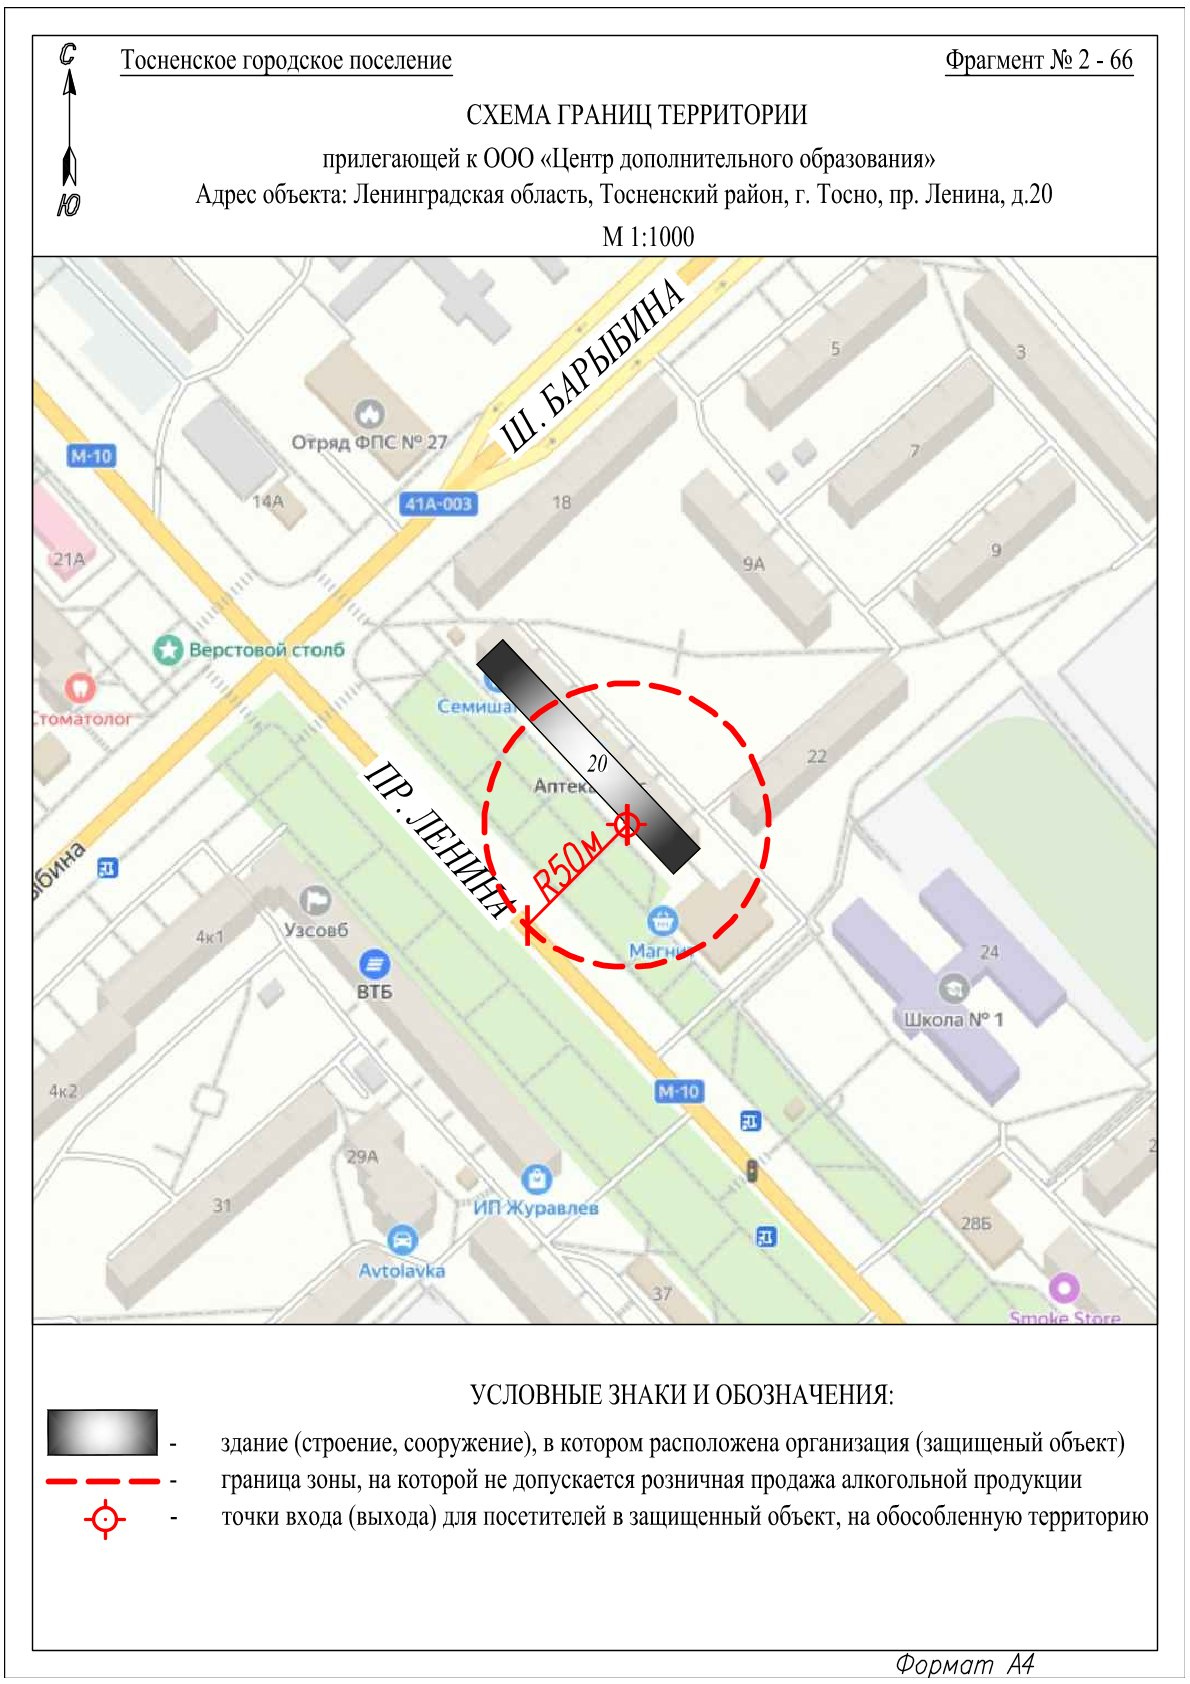 С
Ю
Тосненское городское поселение
Фрагмент № 2 - 66
СХЕМА ГРАНИЦ ТЕРРИТОРИИ
прилегающей к ООО «Центр дополнительного образования»
Адрес объекта: Ленинградская область, Тосненский район, г. Тосно, пр. Ленина, д.20
М 1:1000
Ш. БАРЫБИНА
5
3
Отряд ФПС № 27
М-10
7
14А
41А-003
18
21А
9
9А
Верстовой столб
Стоматолог
Семиша
22
20
Аптека
ПР. ЛЕНИНА
R50м
ыбина
Узсовб
4к1
Магнит
24
ВТБ
Школа № 1
4к2
М-10
29А
31
ИП Журавлев
28Б
Avtolavka
37
Smoke Store
УСЛОВНЫЕ ЗНАКИ И ОБОЗНАЧЕНИЯ:
- здание (строение, сооружение), в котором расположена организация (защищеный объект)
- граница зоны, на которой не допускается розничная продажа алкогольной продукции
- точки входа (выхода) для посетителей в защищенный объект, на обособленную территорию
Формат А4